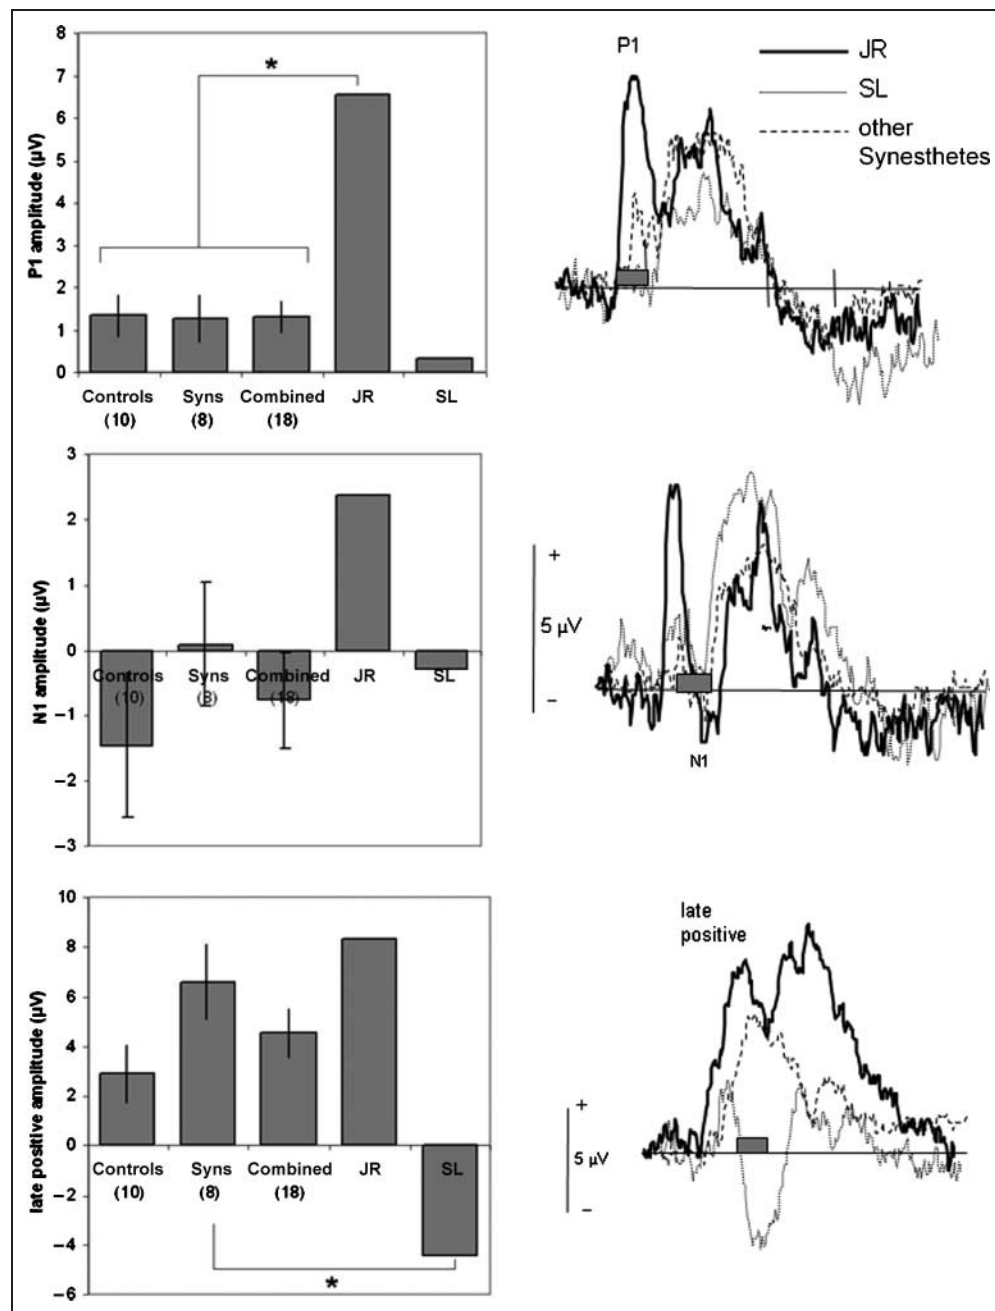 P1 amplitude (µV)
8
7
6
5
4
3
2
1
0
*
Controls Syns Combined JR SL
(10) (8) (18)
P1
JR
SL
other
Synesthetes
N1 amplitude (µV)
3
2
1
0
−1
−2
−3
Controls Syns Combined JR SL
(10) (8) (18)
+
5 µV
−
N1
late positive amplitude (µV)
10
8
6
4
2
0
−2
−4
−6
Controls Syns Combined JR SL
(10) (8) (18)
*
late
positive
+
5 µV
−